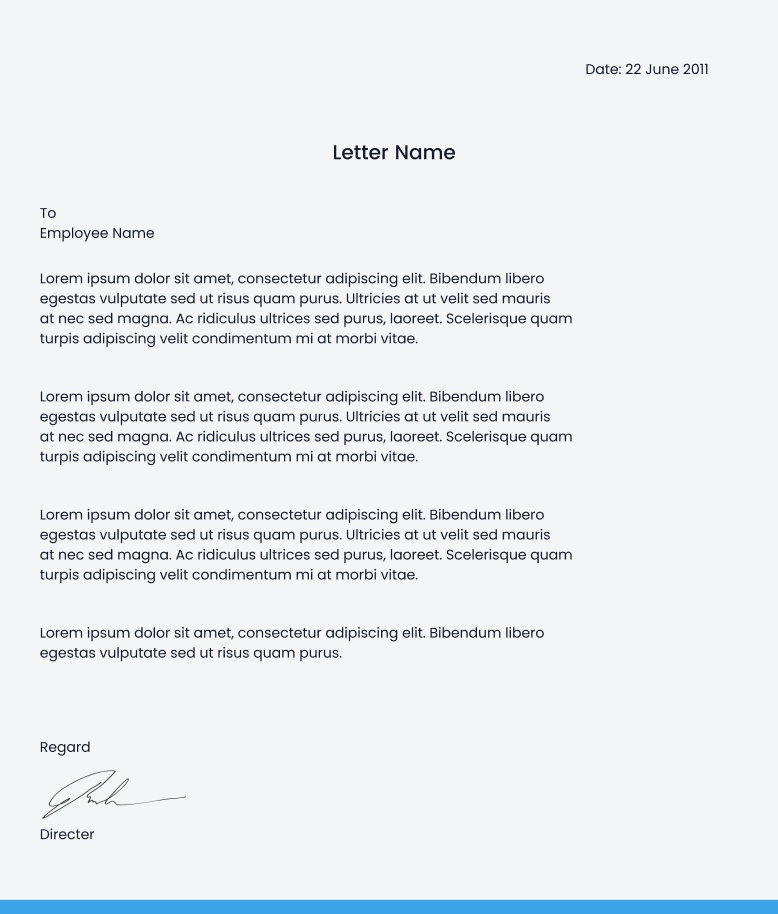 Date: 22 June 2011
Letter Name
To
Employee Name
Lorem ipsum dolor sit amet, consectetur adipiscing elit. Bibendum libero
egestas vulputate sed ut risus quam purus. Ultricies at ut velit sed mauris
at nec sed magna. Ac ridiculus ultrices sed purus, laoreet. Scelerisque quam
turpis adipiscing velit condimentum mi at morbi vitae.
Lorem ipsum dolor sit amet, consectetur adipiscing elit. Bibendum libero
egestas vulputate sed ut risus quam purus. Ultricies at ut velit sed mauris
at nec sed magna. Ac ridiculus ultrices sed purus, laoreet. Scelerisque quam
turpis adipiscing velit condimentum mi at morbi vitae.
Lorem ipsum dolor sit amet, consectetur adipiscing elit. Bibendum libero
egestas vulputate sed ut risus quam purus. Ultricies at ut velit sed mauris
at nec sed magna. Ac ridiculus ultrices sed purus, laoreet. Scelerisque quam
turpis adipiscing velit condimentum mi at morbi vitae.
Lorem ipsum dolor sit amet, consectetur adipiscing elit. Bibendum libero
egestas vulputate sed ut risus quam purus.
Regard
Directer